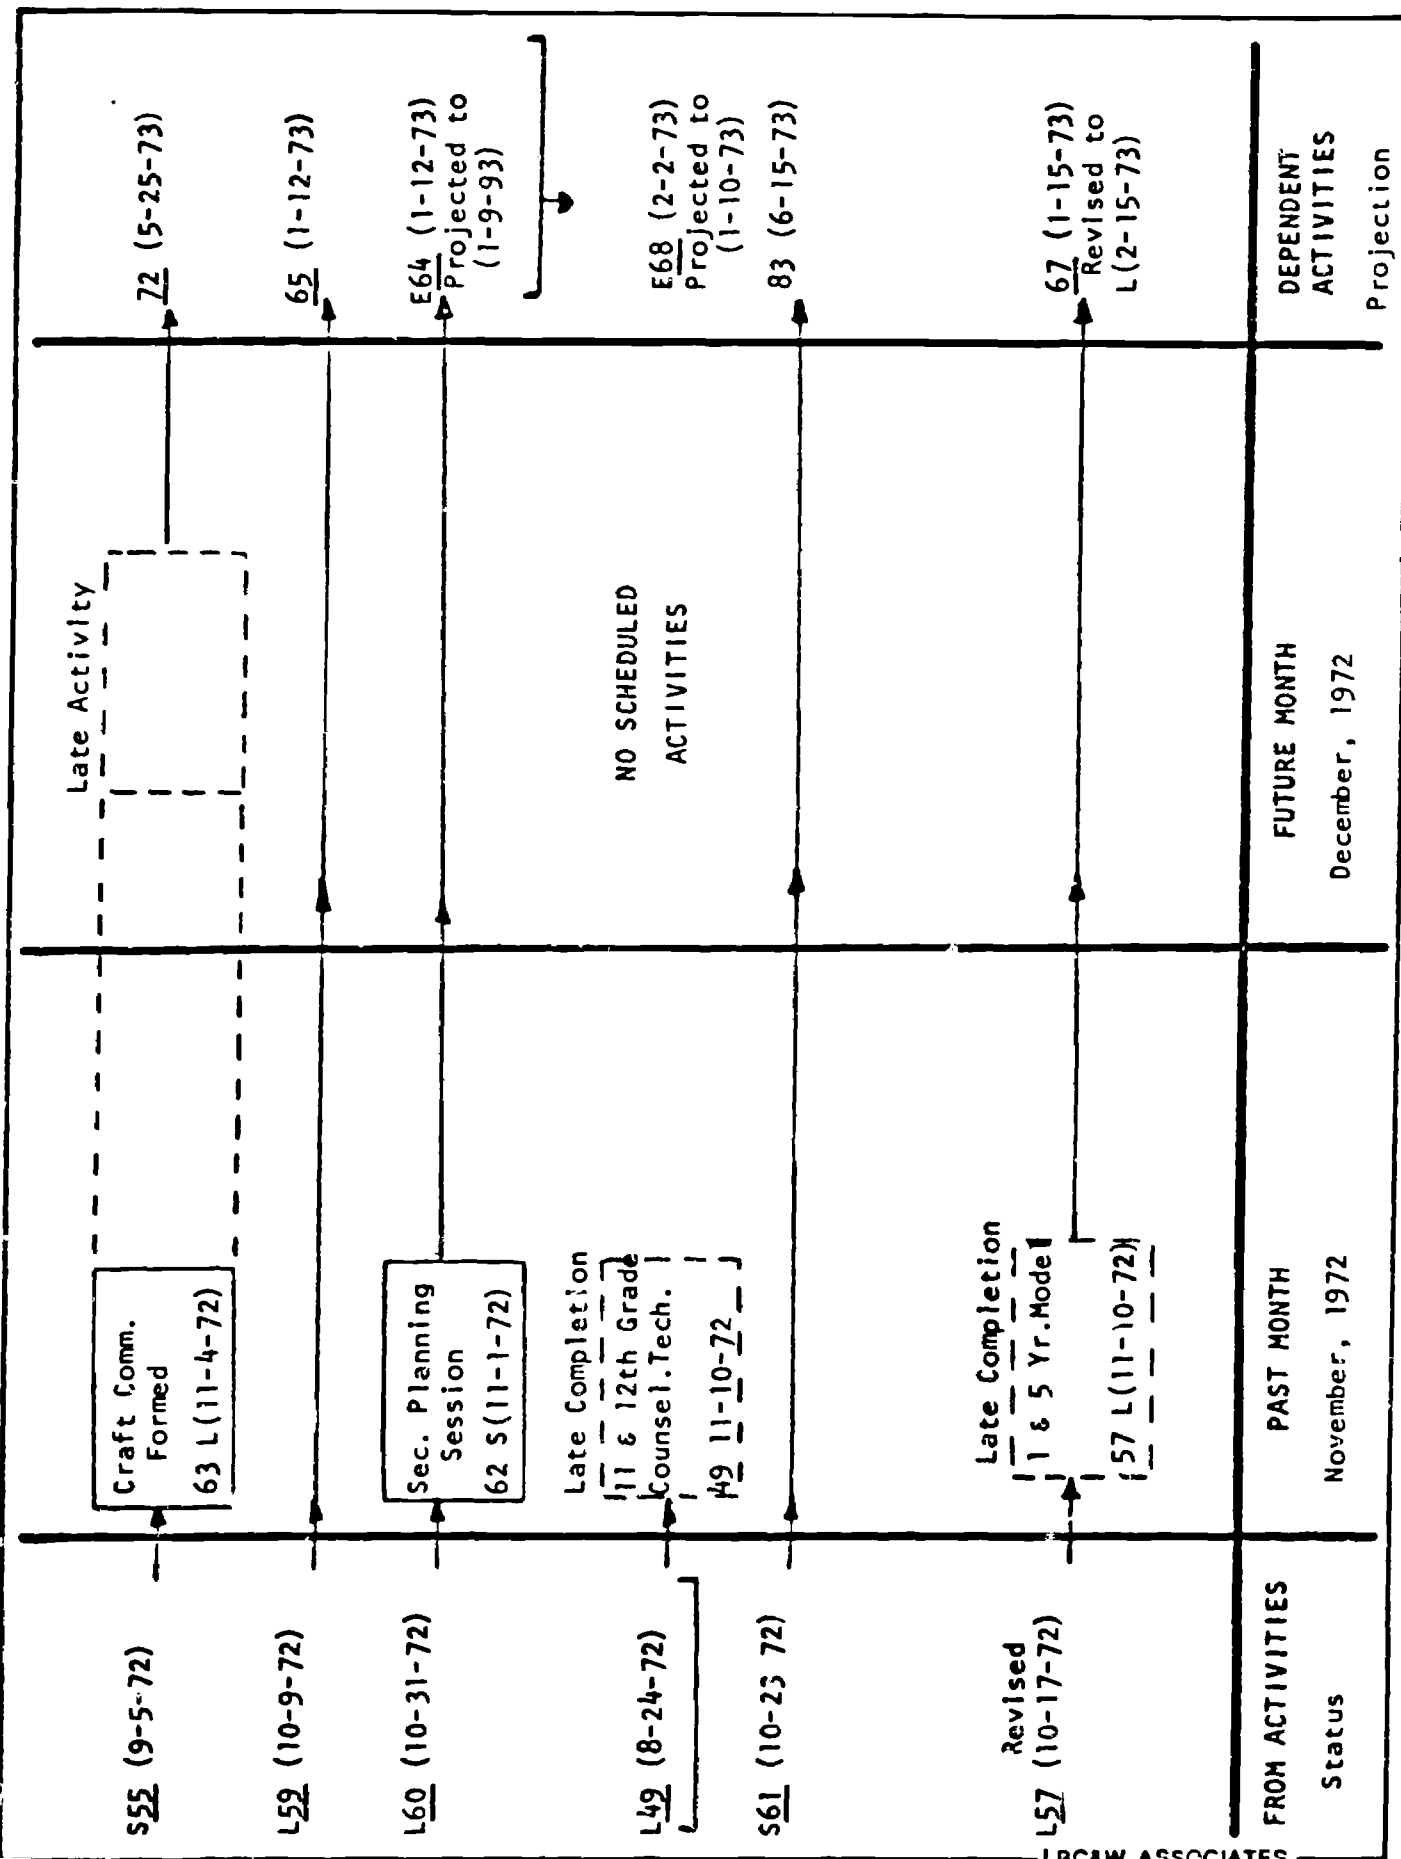 S55 (9-5-72)
Craft Comm.
Formed
63 L(11-4-72)
Late Activity
72 (5-25-73)
L59 (10-9-72)
65 (1-12-73)
L60 (10-31-72)
Sec. Planning
Session
62 S(11-1-72)
E64 (1-12-73)
Projected to
(1-9-93)
L49 (8-24-72)
Late Completion
11 & 12th Grade
Counsel.Tech.
49 11-10-72
NO SCHEDULED
ACTIVITIES
E68 (2-2-73)
Projected to
(1-10-73)
S61 (10-23 72)
83 (6-15-73)
Revised
L57 (10-17-72)
Late Completion
1 & 5 Yr.Model
57 L(11-10-72)
67 (1-15-73)
Revised to
L(2-15-73)
FROM ACTIVITIES
Status
PAST MONTH
November, 1972
FUTURE MONTH
December, 1972
DEPENDENT
ACTIVITIES
Projection
ASSOCIATES